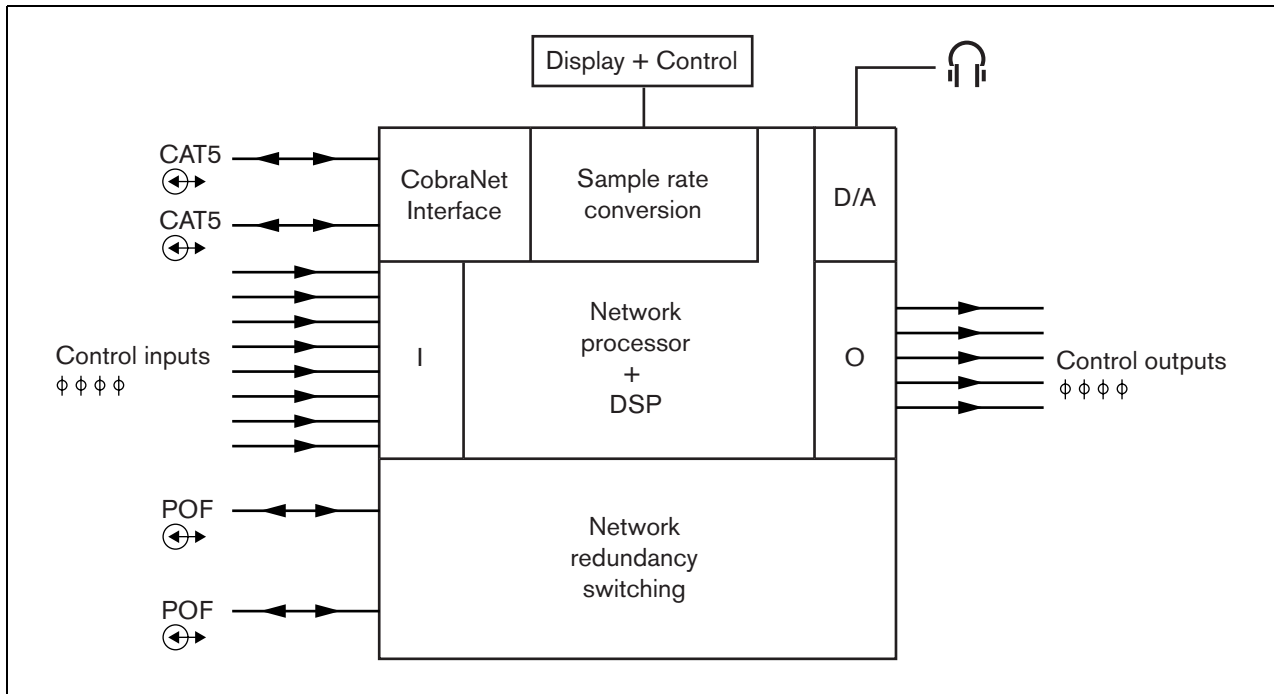 Display + Control
CAT5
CAT5
CobraNet
Interface
Sample rate
conversion
D/A
Control inputs
ϕ ϕ ϕ ϕ
I
Network
processor
+
DSP
O
Control outputs
ϕ ϕ ϕ ϕ
POF
POF
Network
redundancy
switching